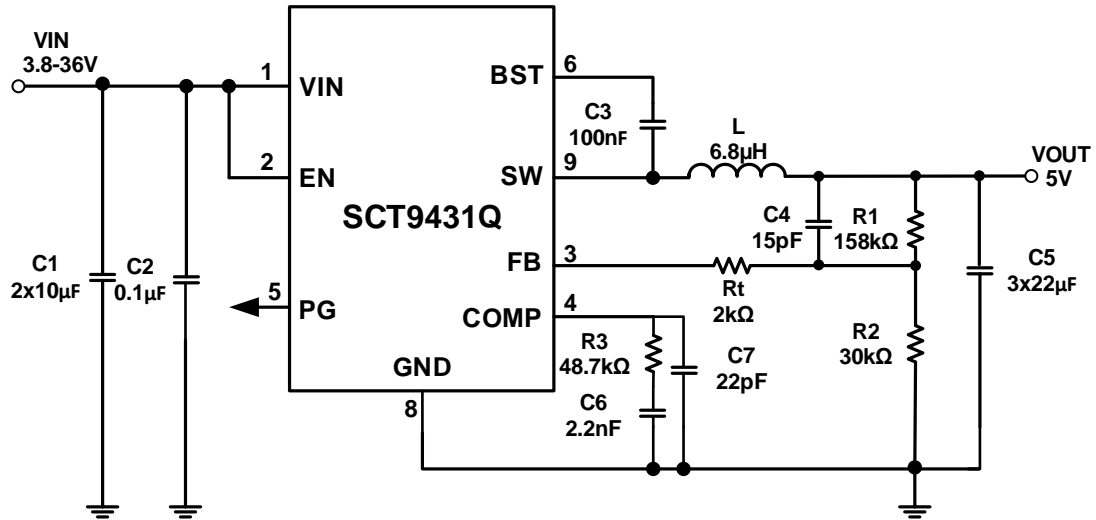 VIN
3.8-36V
1
VIN
2
EN
5
PG
GND
8
SCT9431Q
BST
6
SW
9
FB
3
COMP
4
C1
2x10µF
C2
0.1µF
C3
100nF
L
6.8µH
C4
15pF
R1
158kΩ
VOUT
5V
Rt
2kΩ
R2
30kΩ
C5
3x22µF
R3
48.7kΩ
C7
22pF
C6
2.2nF